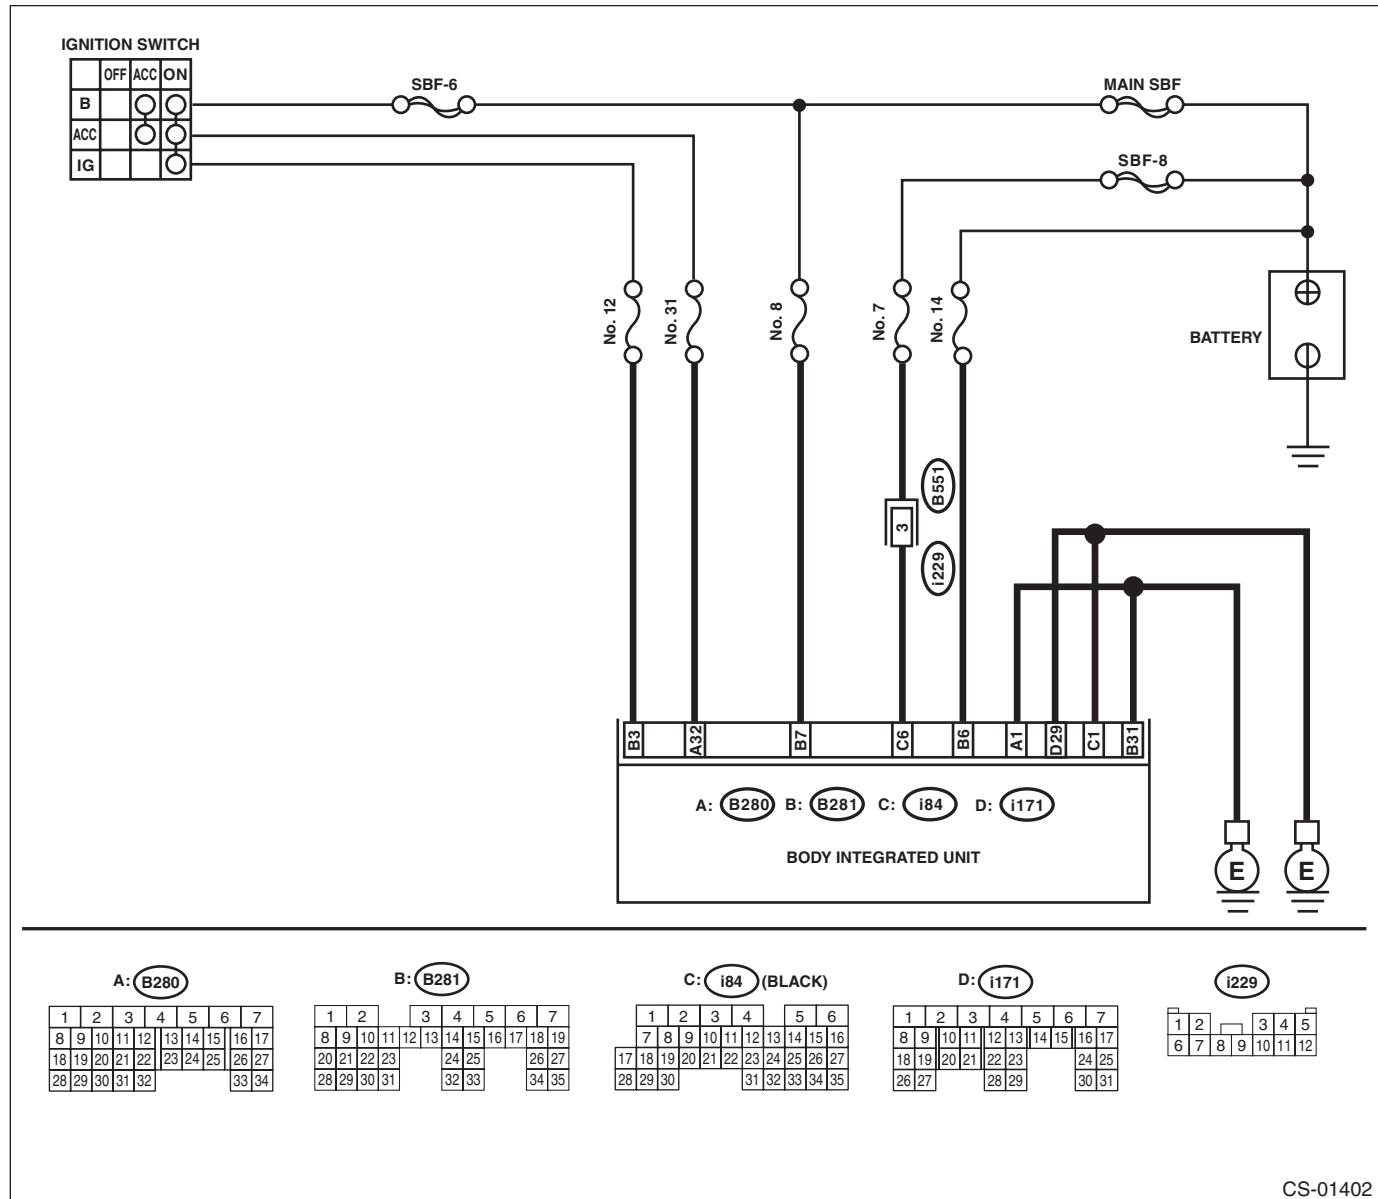 IGNITION SWITCH
OFF ACC ON
B
ACC
IG
SBF-6
MAIN SBF
SBF-8
No. 12
No. 31
No. 8
No. 7
No. 14
BATTERY
B551
3
i229
B3 A32 B7 C6 B6 A1 D29 C1 B31
A: B280 B: B281 C: i84 D: i171
BODY INTEGRATED UNIT
E E
A: B280
1 2 3 4 5 6 7
8 9 10 11 12 13 14 15 16 17
18 19 20 21 22 23 24 25 26 27
28 29 30 31 32 33 34
B: B281
1 2 3 4 5 6 7
8 9 10 11 12 13 14 15 16 17 18 19
20 21 22 23 24 25 26 27
28 29 30 31 32 33 34 35
C: i84 (BLACK)
1 2 3 4 5 6
7 8 9 10 11 12 13 14 15 16
17 18 19 20 21 22 23 24 25 26 27
28 29 30 31 32 33 34 35
D: i171
1 2 3 4 5 6 7
8 9 10 11 12 13 14 15 16 17
18 19 20 21 22 23 24 25
26 27 28 29 30 31
i229
1 2 3 4 5
6 7 8 9 10 11 12
CS-01402